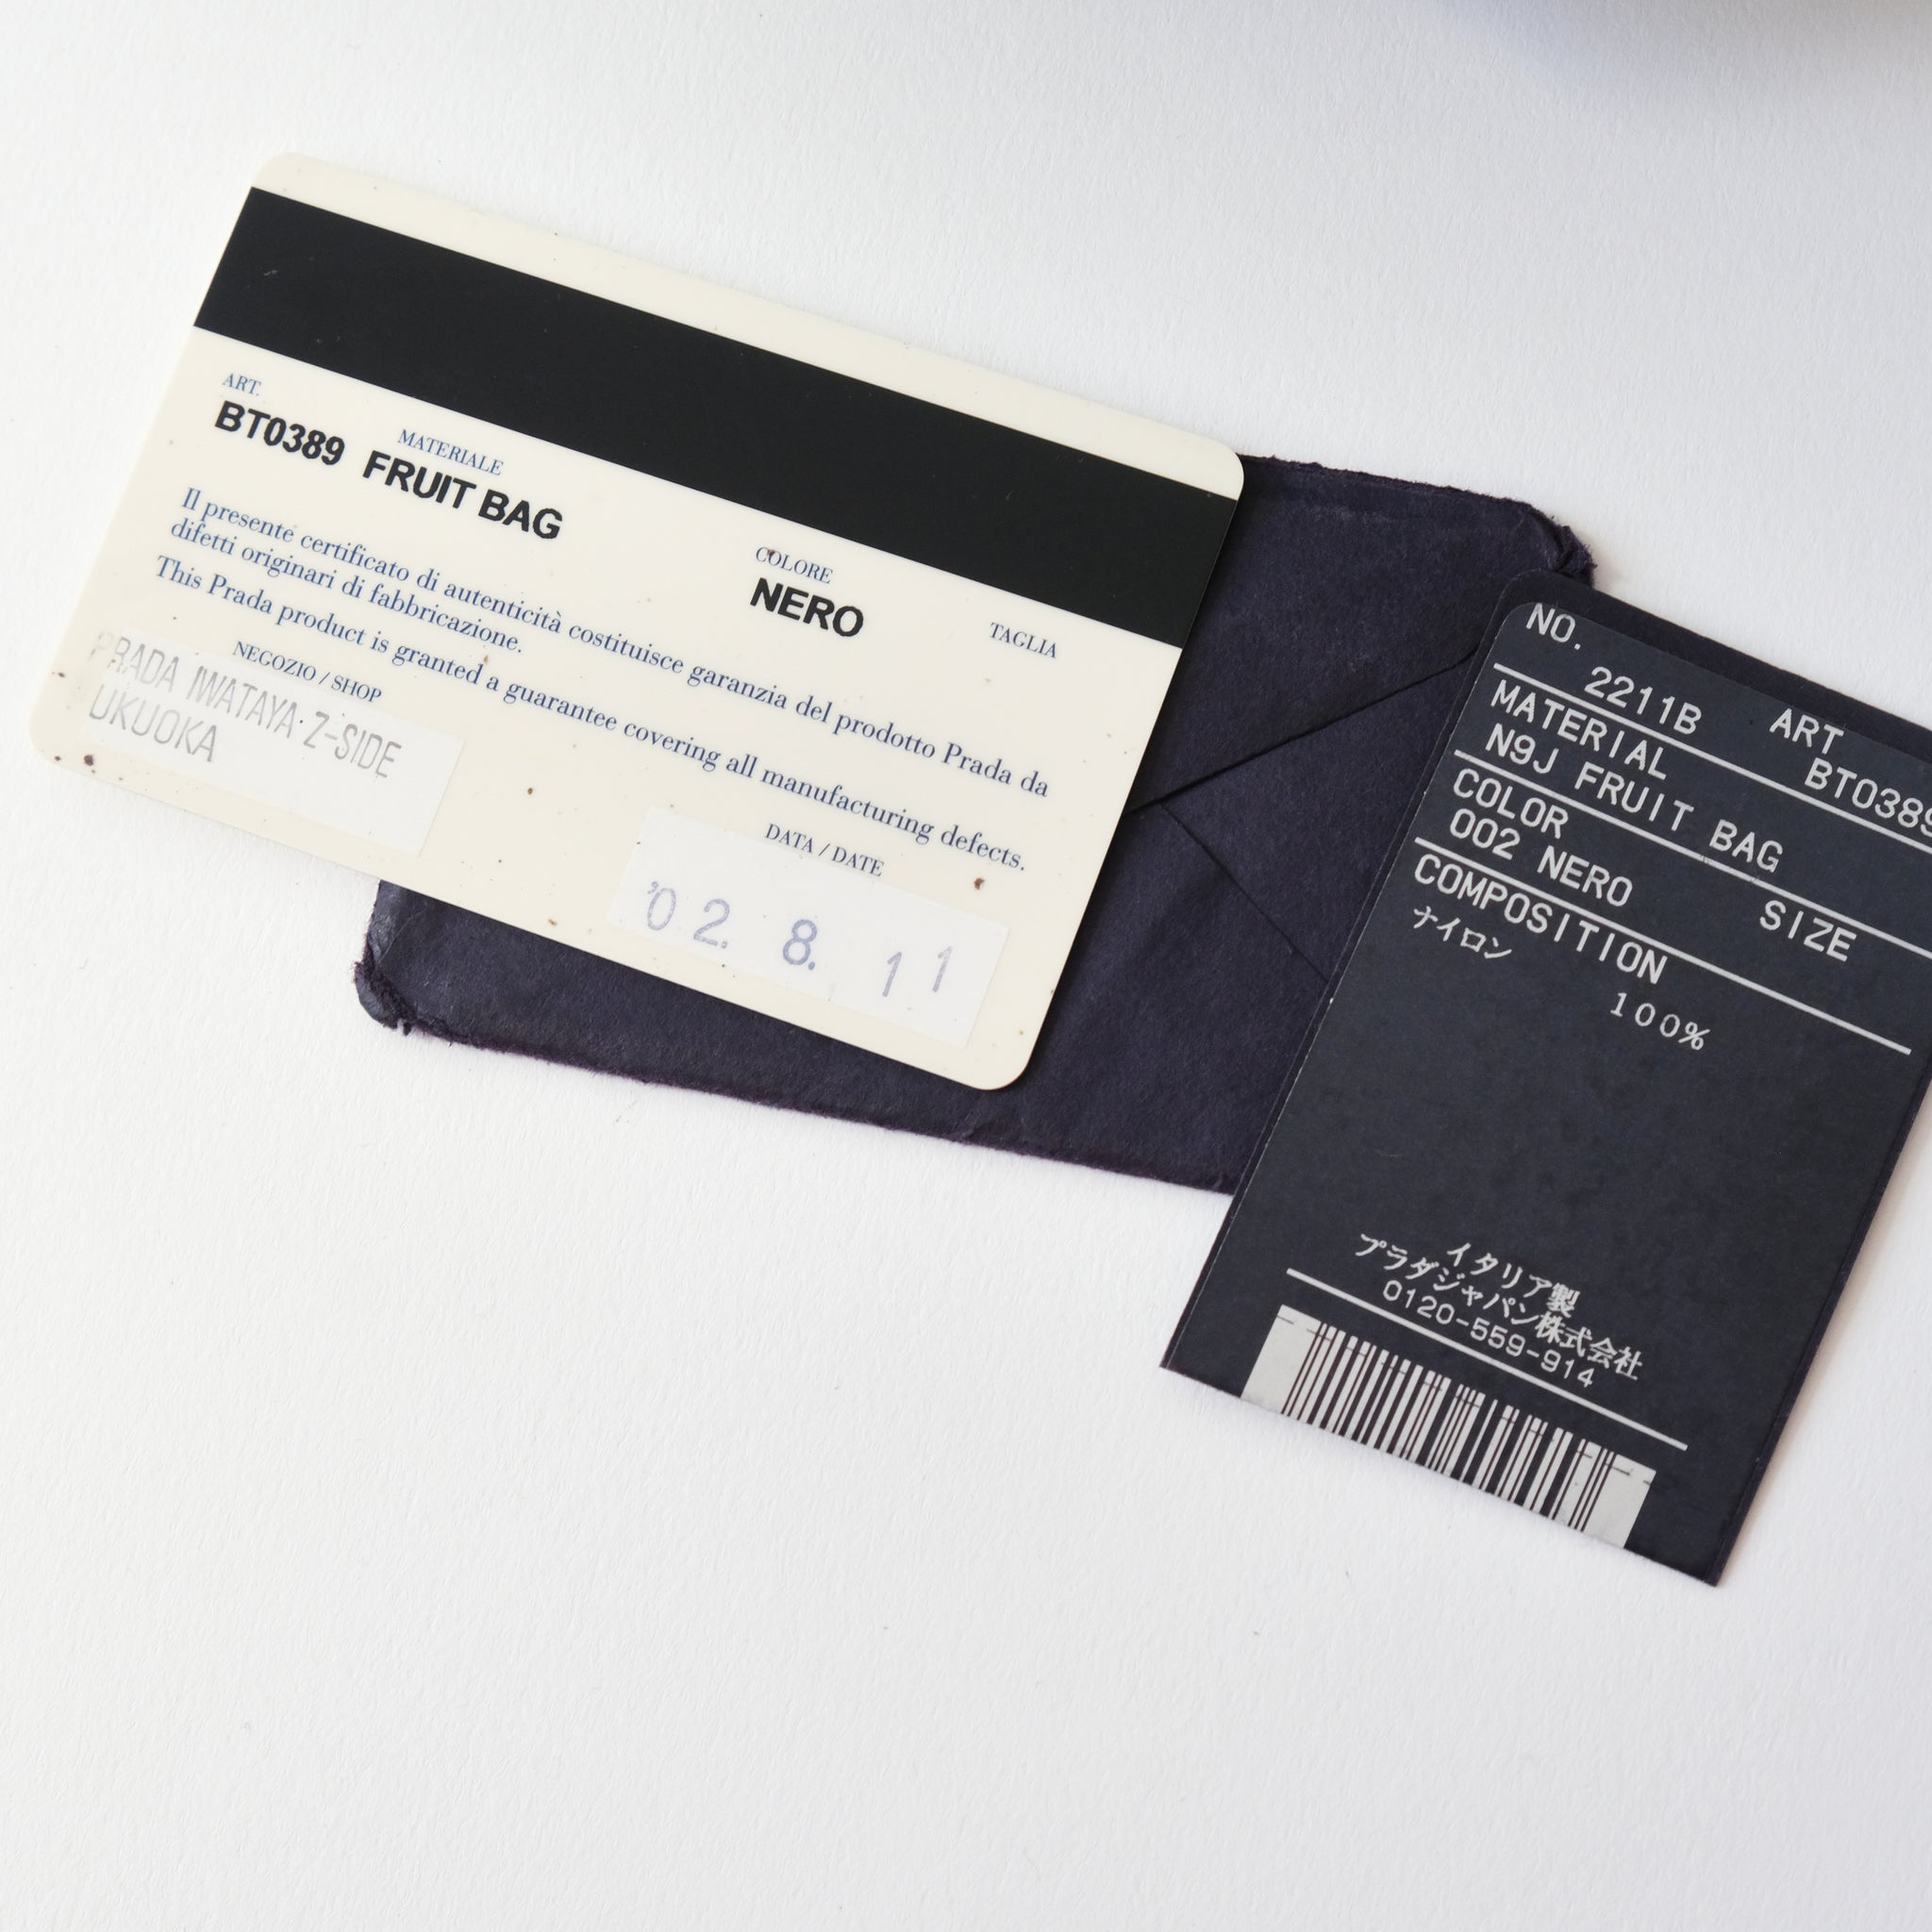 ART.
BT0389
MATERIALE
FRUIT BAG
COLORE
NERO
TAGLIA
Il presente certificato di autenticità costituisce garanzia del prodotto Prada da
difetti originari di fabbricazione.
This Prada product is granted a guarantee covering all manufacturing defects.
NEGOZIO / SHOP
PRADA IWATAYA Z-SIDE
UKUOKA
DATA / DATE
'02. 8. 11
NO.
2211B
ART
BT0389
MATERIAL
N9J FRUIT BAG
COLOR
002 NERO
SIZE
COMPOSITION
ナイロン
100%
イタリア製
プラダジャパン株式会社
0120-559-914